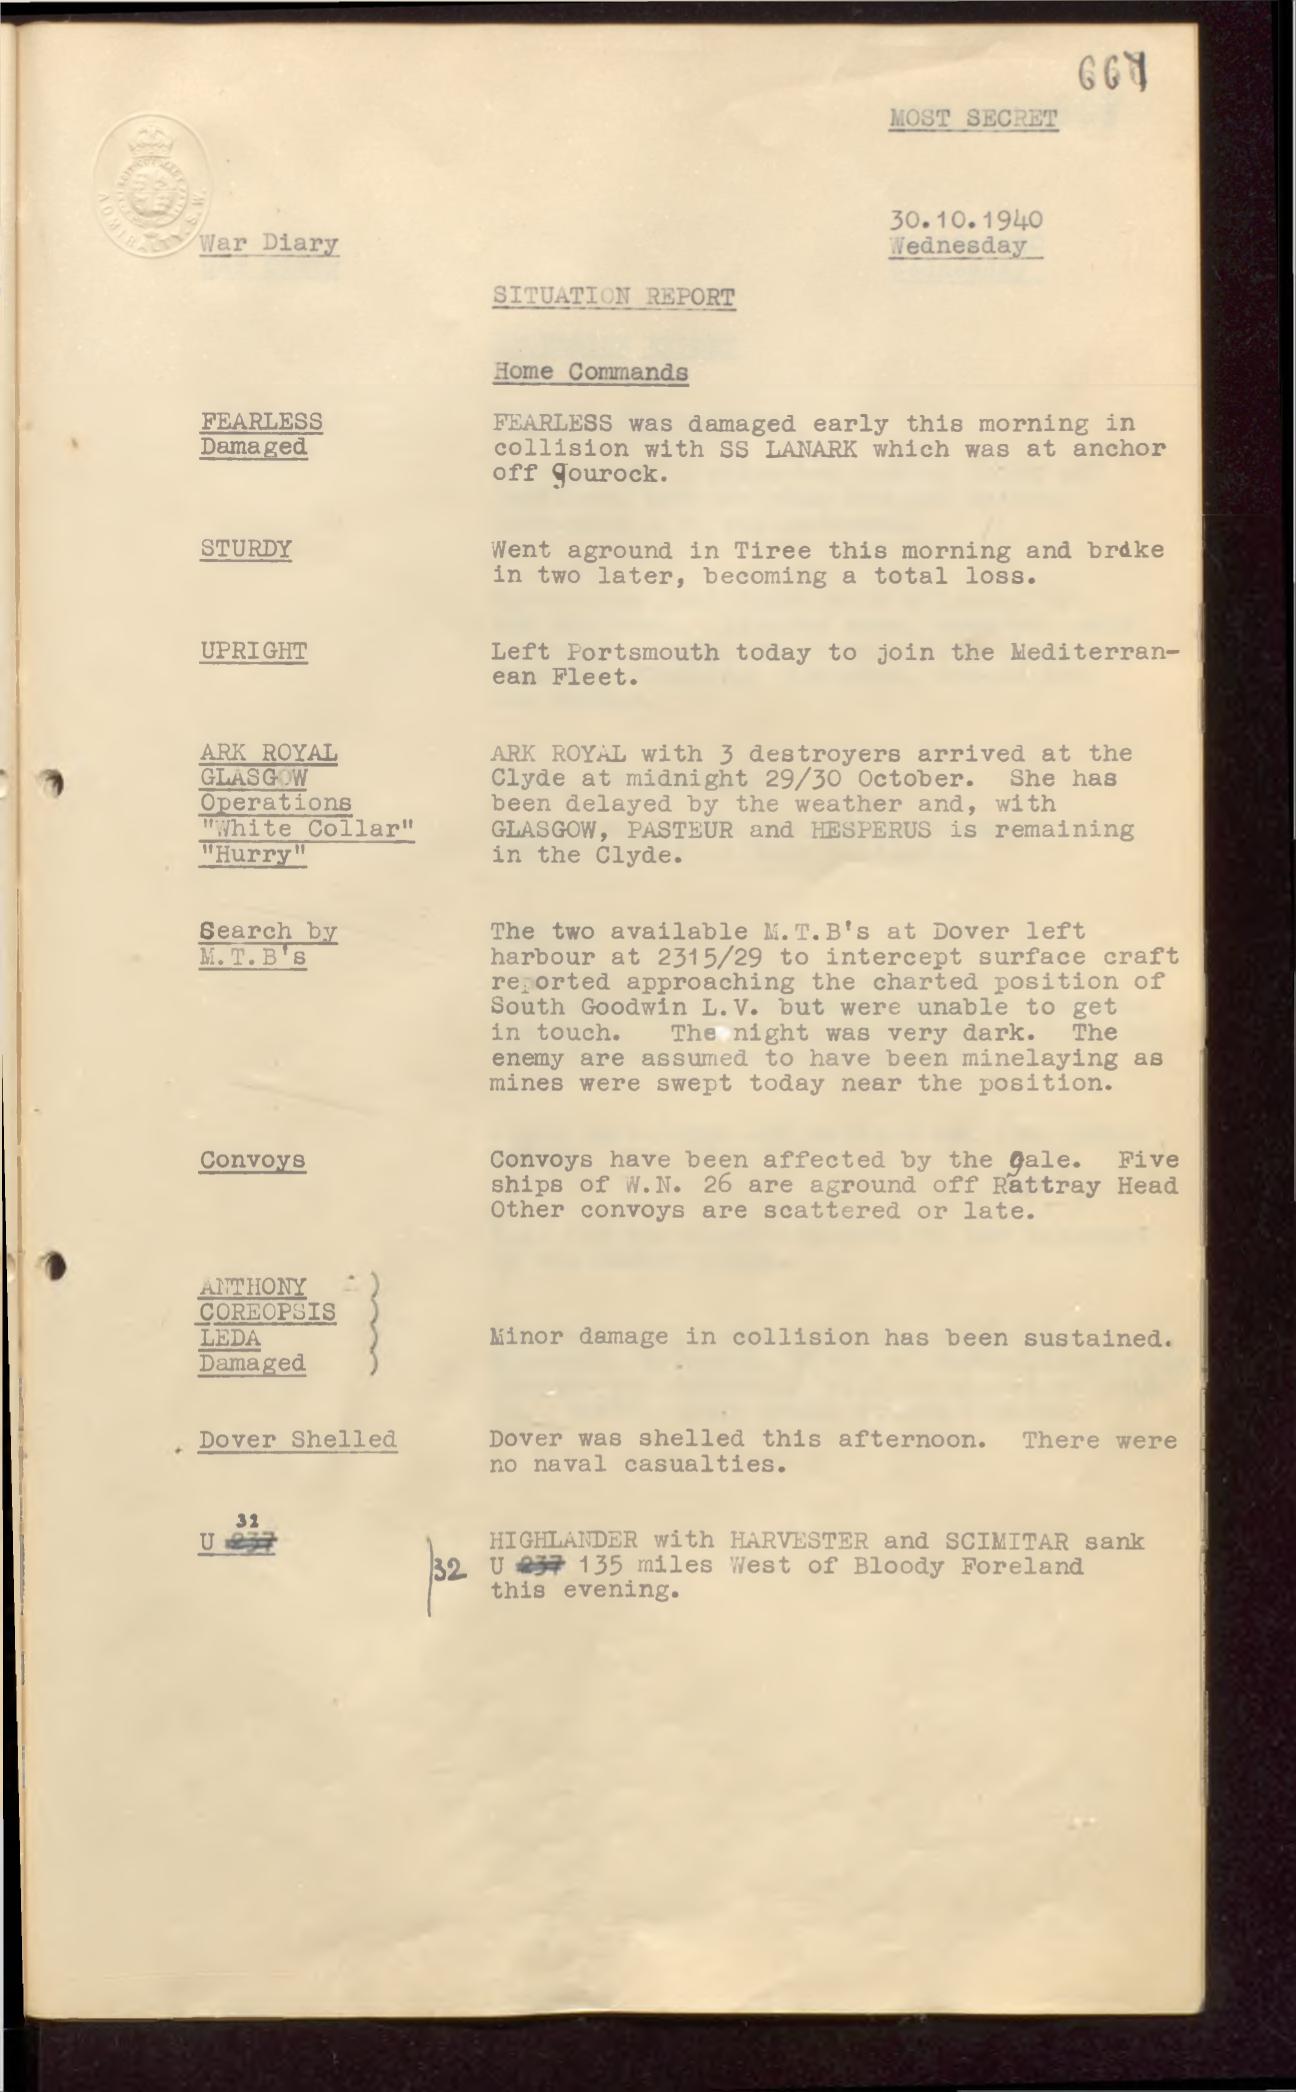 667
MOST SECRET
ADMIRALTY. S.W.
30.10.1940
War Diary
Wednesday
SITUATION REPORT
Home Commands
FEARLESS
Damaged
FEARLESS was damaged early this morning in
collision with SS LANARK which was at anchor
off gourock.
STURDY
Went aground in Tiree this morning and broke
in two later, becoming a total loss.
UPRIGHT
Left Portsmouth today to join the Mediterran-
ean Fleet.
ARK ROYAL
GLASGOW
Operations
"White Collar"
"Hurry"
ARK ROYAL with 3 destroyers arrived at the
Clyde at midnight 29/30 October. She has
been delayed by the weather and, with
GLASGOW, PASTEUR and HESPERUS is remaining
in the Clyde.
Search by
M.T.B's
The two available M.T.B's at Dover left
harbour at 2315/29 to intercept surface craft
reported approaching the charted position of
South Goodwin L.V. but were unable to get
in touch. The night was very dark. The
enemy are assumed to have been minelaying as
mines were swept today near the position.
Convoys
Convoys have been affected by the gale. Five
ships of W.N. 26 are aground off Rattray Head
Other convoys are scattered or late.
ANTHONY
COREOPSIS
LEDA
Damaged
Minor damage in collision has been sustained.
Dover Shelled
Dover was shelled this afternoon. There were
no naval casualties.
32
U 237
HIGHLANDER with HARVESTER and SCIMITAR sank
32 U 237 135 miles West of Bloody Foreland
this evening.